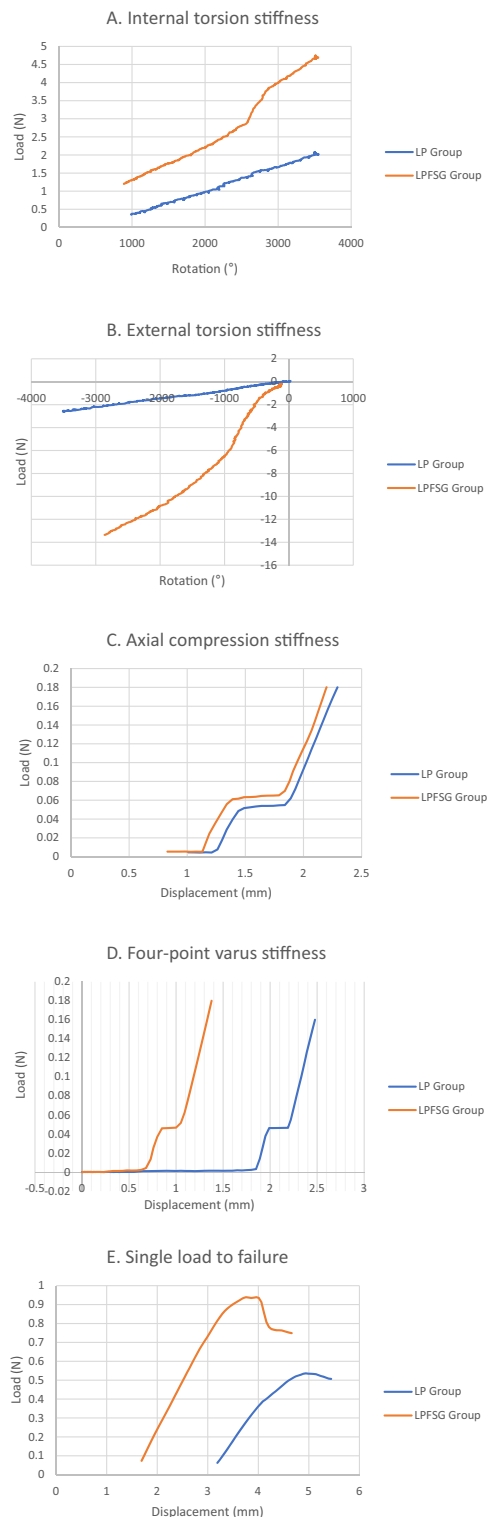 A. Internal torsion stiffness
5
4.5
4
3.5
3
2.5
2
1.5
1
0.5
0
Load (N)
0 1000 2000 3000 4000
Rotation (°)
LP Group
LPFSG Group
B. External torsion stiffness
2
0
-2
-4
-6
-8
-10
-12
-14
-16
-4000 -3000 -2000 -1000 0 1000
Load (N)
Rotation (°)
LP Group
LPFSG Group
C. Axial compression stiffness
0.2
0.18
0.16
0.14
0.12
0.1
0.08
0.06
0.04
0.02
0
Load (N)
0 0.5 1 1.5 2 2.5
Displacement (mm)
LP Group
LPFSG Group
D. Four-point varus stiffness
0.2
0.18
0.16
0.14
0.12
0.1
0.08
0.06
0.04
0.02
0
-0.02
Load (N)
-0.5 0 0.5 1 1.5 2 2.5 3
Displacement (mm)
LP Group
LPFSG Group
E. Single load to failure
1
0.9
0.8
0.7
0.6
0.5
0.4
0.3
0.2
0.1
0
Load (N)
0 1 2 3 4 5 6
Displacement (mm)
LP Group
LPFSG Group